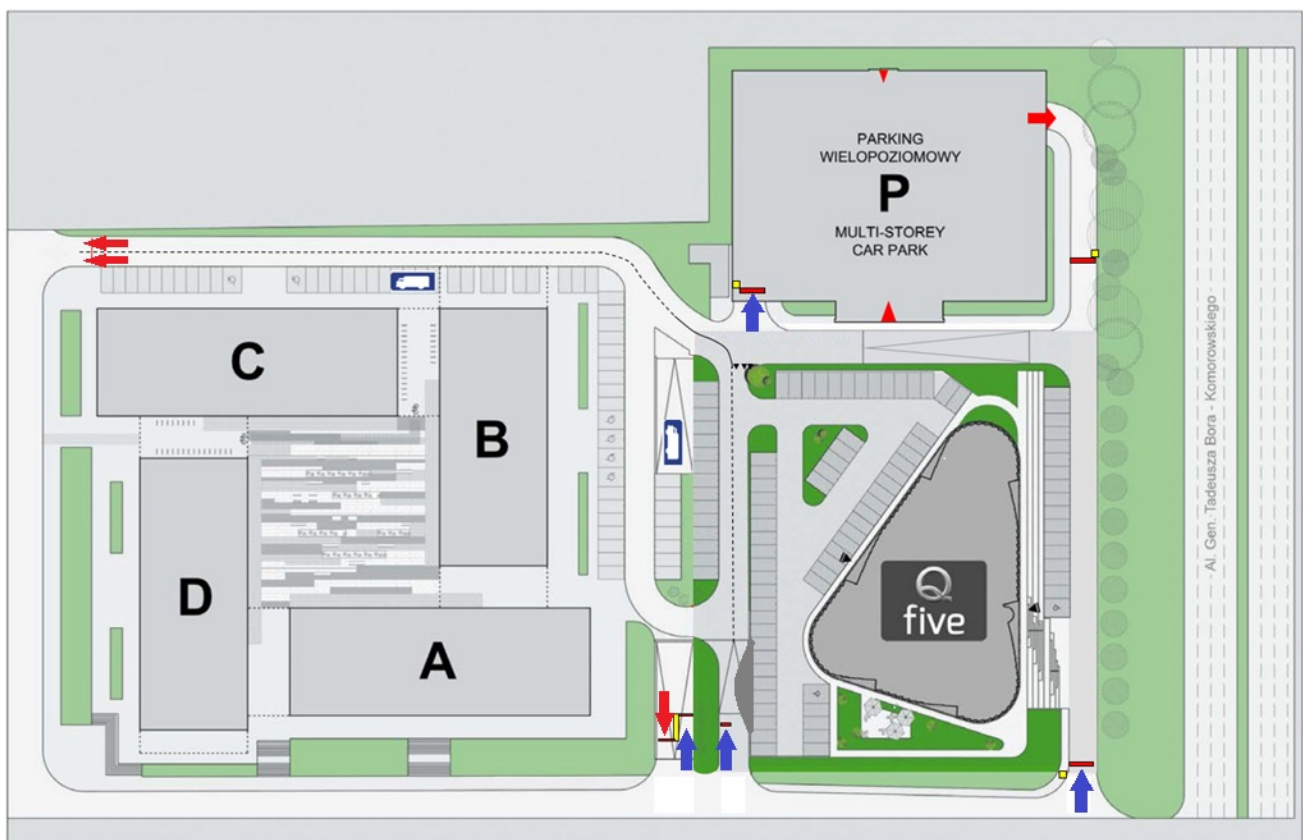 PARKING
WIELOPOZIOMOWY
P
MULTI-STOREY
CAR PARK
C
B
Al. Gen. Tadeusza Bora - Komorowskiego
D
Q
five
A